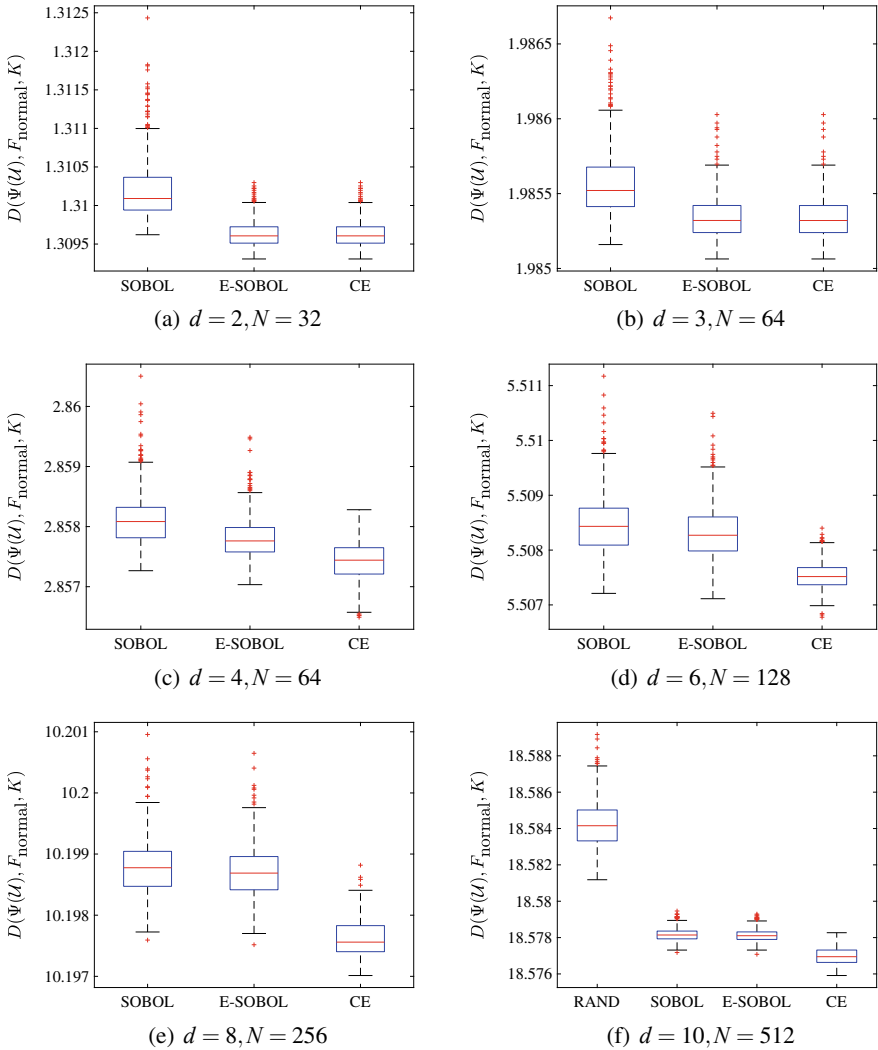 1.3125
1.312
1.3115
1.311
1.3105
1.31
1.3095
D(Ψ(𝒰), F_normal, K)
SOBOL E-SOBOL CE
(a) d = 2, N = 32
1.9865
1.986
1.9855
1.985
D(Ψ(𝒰), F_normal, K)
SOBOL E-SOBOL CE
(b) d = 3, N = 64
2.86
2.859
2.858
2.857
D(Ψ(𝒰), F_normal, K)
SOBOL E-SOBOL CE
(c) d = 4, N = 64
5.511
5.51
5.509
5.508
5.507
D(Ψ(𝒰), F_normal, K)
SOBOL E-SOBOL CE
(d) d = 6, N = 128
10.201
10.2
10.199
10.198
10.197
D(Ψ(𝒰), F_normal, K)
SOBOL E-SOBOL CE
(e) d = 8, N = 256
18.588
18.586
18.584
18.582
18.58
18.578
18.576
D(Ψ(𝒰), F_normal, K)
RAND SOBOL E-SOBOL CE
(f) d = 10, N = 512